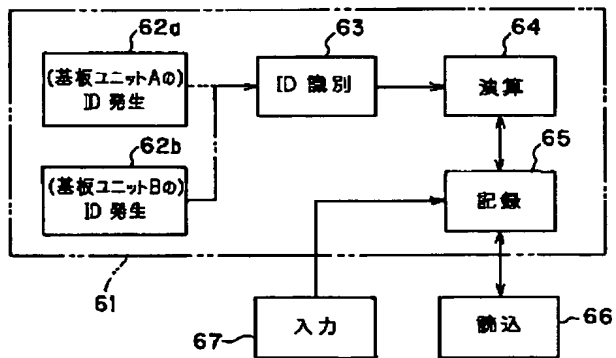 62a
63
64
(基板ユニットAの)
ID 発生
ID 識別
演算
62b
65
(基板ユニットBの)
ID 発生
記録
61
入力
読込
67
66